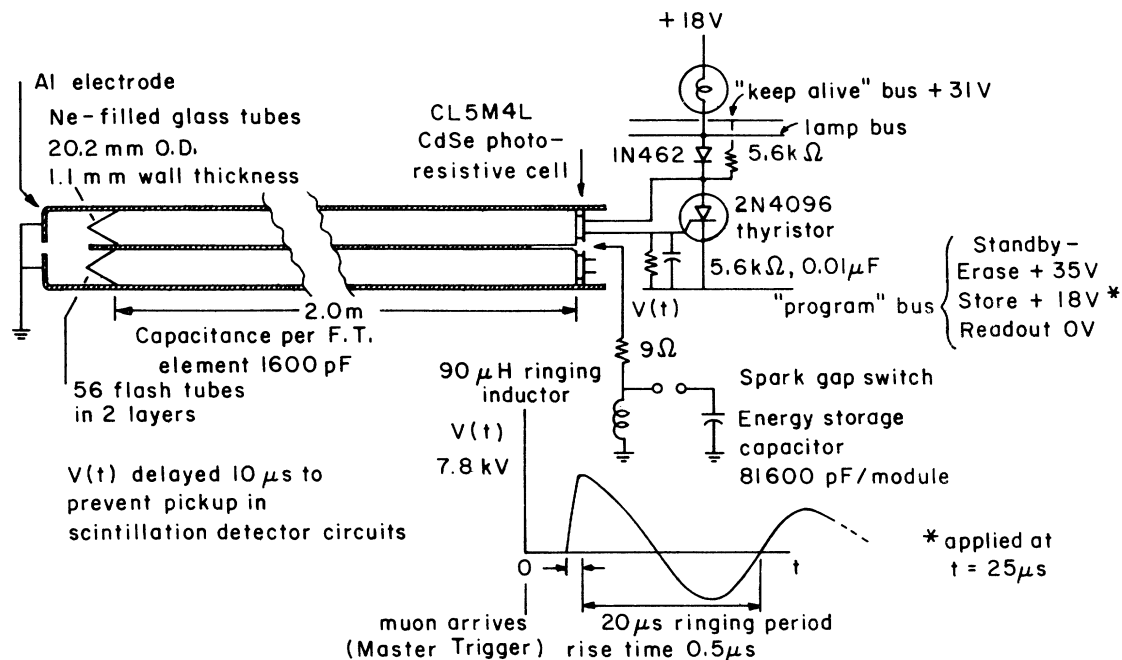 +18V
Al electrode
Ne-filled glass tubes
20.2 mm O.D.
1.1 mm wall thickness
CL5M4L
CdSe photo-
resistive cell
"keep alive" bus +31V
lamp bus
1N462
5.6kΩ
2N4096
thyristor
5.6kΩ, 0.01μF
"program" bus
Standby-
Erase +35V
Store +18V *
Readout 0V
2.0m
Capacitance per F.T.
element 1600 pF
56 flash tubes
in 2 layers
V(t)
9Ω
90 μH ringing
inductor
Spark gap switch
Energy storage
capacitor
81600 pF/module
V(t)
7.8 kV
V(t) delayed 10 μs to
prevent pickup in
scintillation detector circuits
0
t
* applied at
t = 25μs
muon arrives
(Master Trigger)
20μs ringing period
rise time 0.5μs